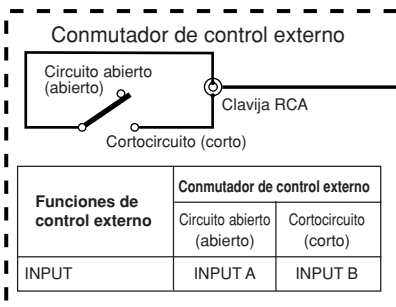 Conmutador de control externo
Circuito abierto
(abierto)
Clavija RCA
Cortocircuito (corto)
Funciones de
control externo
Conmutador de control externo
Circuito abierto
(abierto)
Cortocircuito
(corto)
INPUT
INPUT A
INPUT B